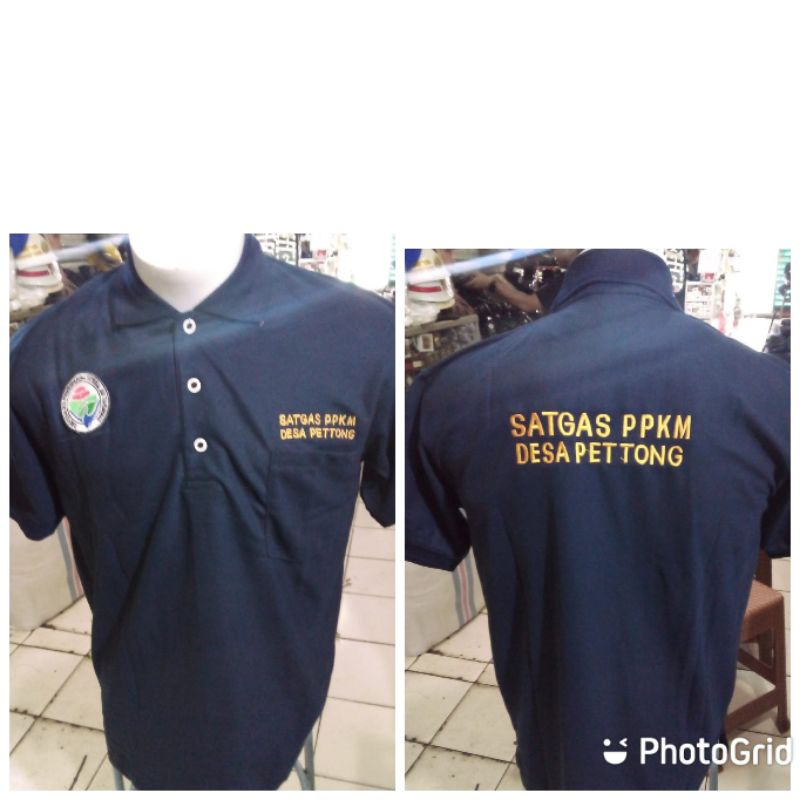 SATGAS PPKM
DESA PETTONG
SATGAS PPKM
DESA PETTONG
PhotoGrid